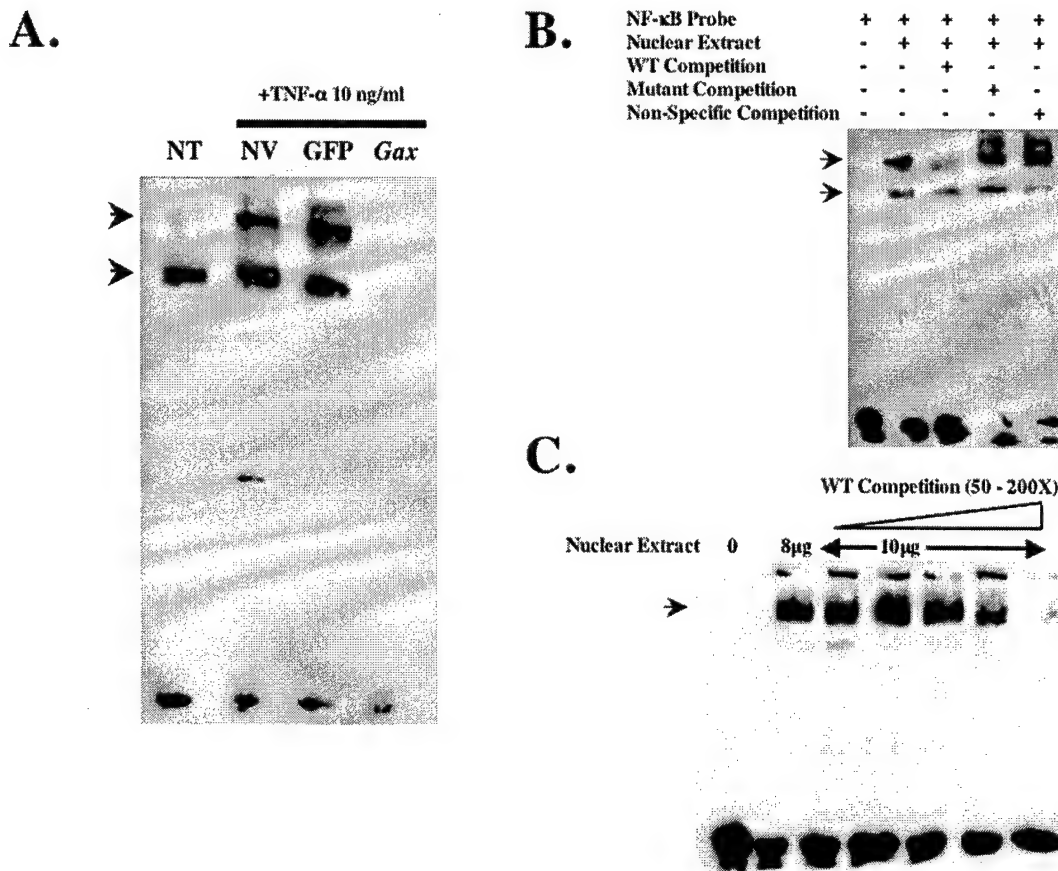 A.
+TNF-α 10 ng/ml
NT NV GFP Gax
B.
NF-κB Probe + + + + +
Nuclear Extract - + + + +
WT Competition - - + - -
Mutant Competition - - - + -
Non-Specific Competition - - - - +
C.
WT Competition (50 - 200X)
Nuclear Extract 0 8μg 10μg